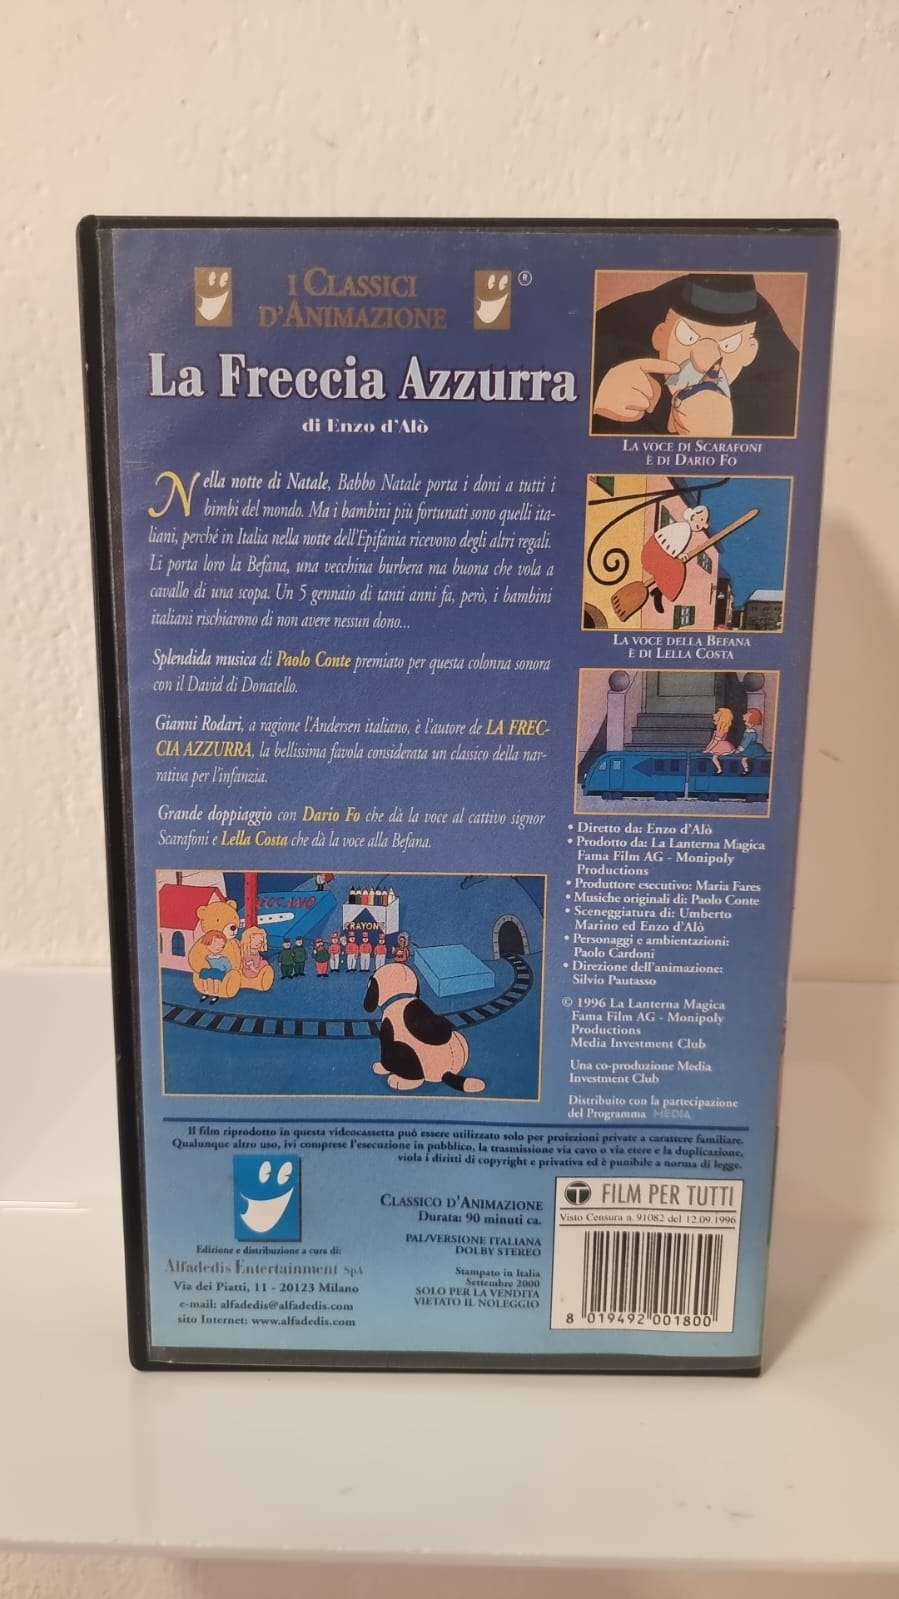 I CLASSICI
D'ANIMAZIONE
®
La Freccia Azzurra
di Enzo d'Alò
Nella notte di Natale, Babbo Natale porta i doni a tutti i
bimbi del mondo. Ma i bambini più fortunati sono quelli ita-
liani, perché in Italia nella notte dell'Epifania ricevono degli altri regali.
Li porta loro la Befana, una vecchina burbera ma buona che vola a
cavallo di una scopa. Un 5 gennaio di tanti anni fa, però, i bambini
italiani rischiarono di non avere nessun dono...
Splendida musica di Paolo Conte premiato per questa colonna sonora
con il David di Donatello.
Gianni Rodari, a ragione l'Andersen italiano, è l'autore de LA FREC-
CIA AZZURRA, la bellissima favola considerata un classico della nar-
rativa per l'infanzia.
Grande doppiaggio con Dario Fo che dà la voce al cattivo signor
Scarafoni e Lella Costa che dà la voce alla Befana.
MECCANO
CRAYON
LA VOCE DI SCARAFONI
È DI DARIO FO
LA VOCE DELLA BEFANA
È DI LELLA COSTA
• Diretto da: Enzo d'Alò
• Prodotto da: La Lanterna Magica
Fama Film AG - Monipoly
Productions
• Produttore esecutivo: Maria Fares
• Musiche originali di: Paolo Conte
• Sceneggiatura di: Umberto
Marino ed Enzo d'Alò
• Personaggi e ambientazioni:
Paolo Cardoni
• Direzione dell'animazione:
Silvio Pautasso
© 1996 La Lanterna Magica
Fama Film AG - Monipoly
Productions
Media Investment Club
Una co-produzione Media
Investment Club
Distribuito con la partecipazione
del Programma MEDIA
Il film riprodotto in questa videocassetta può essere utilizzato solo per proiezioni private a carattere familiare.
Qualunque altro uso, ivi comprese l'esecuzione in pubblico, la trasmissione via cavo o via etere e la duplicazione,
viola i diritti di copyright e privativa ed è punibile a norma di legge.
Edizione e distribuzione a cura di:
Alfadedis Entertainment SpA
Via dei Piatti, 11 - 20123 Milano
e-mail: alfadedis@alfadedis.com
sito Internet: www.alfadedis.com
CLASSICO D'ANIMAZIONE
Durata: 90 minuti ca.
PAL/VERSIONE ITALIANA
DOLBY STEREO
Stampato in Italia
Settembre 2000
SOLO PER LA VENDITA
VIETATO IL NOLEGGIO
T FILM PER TUTTI
Visto Censura n. 91082 del 12.09.1996
8 019492 001800